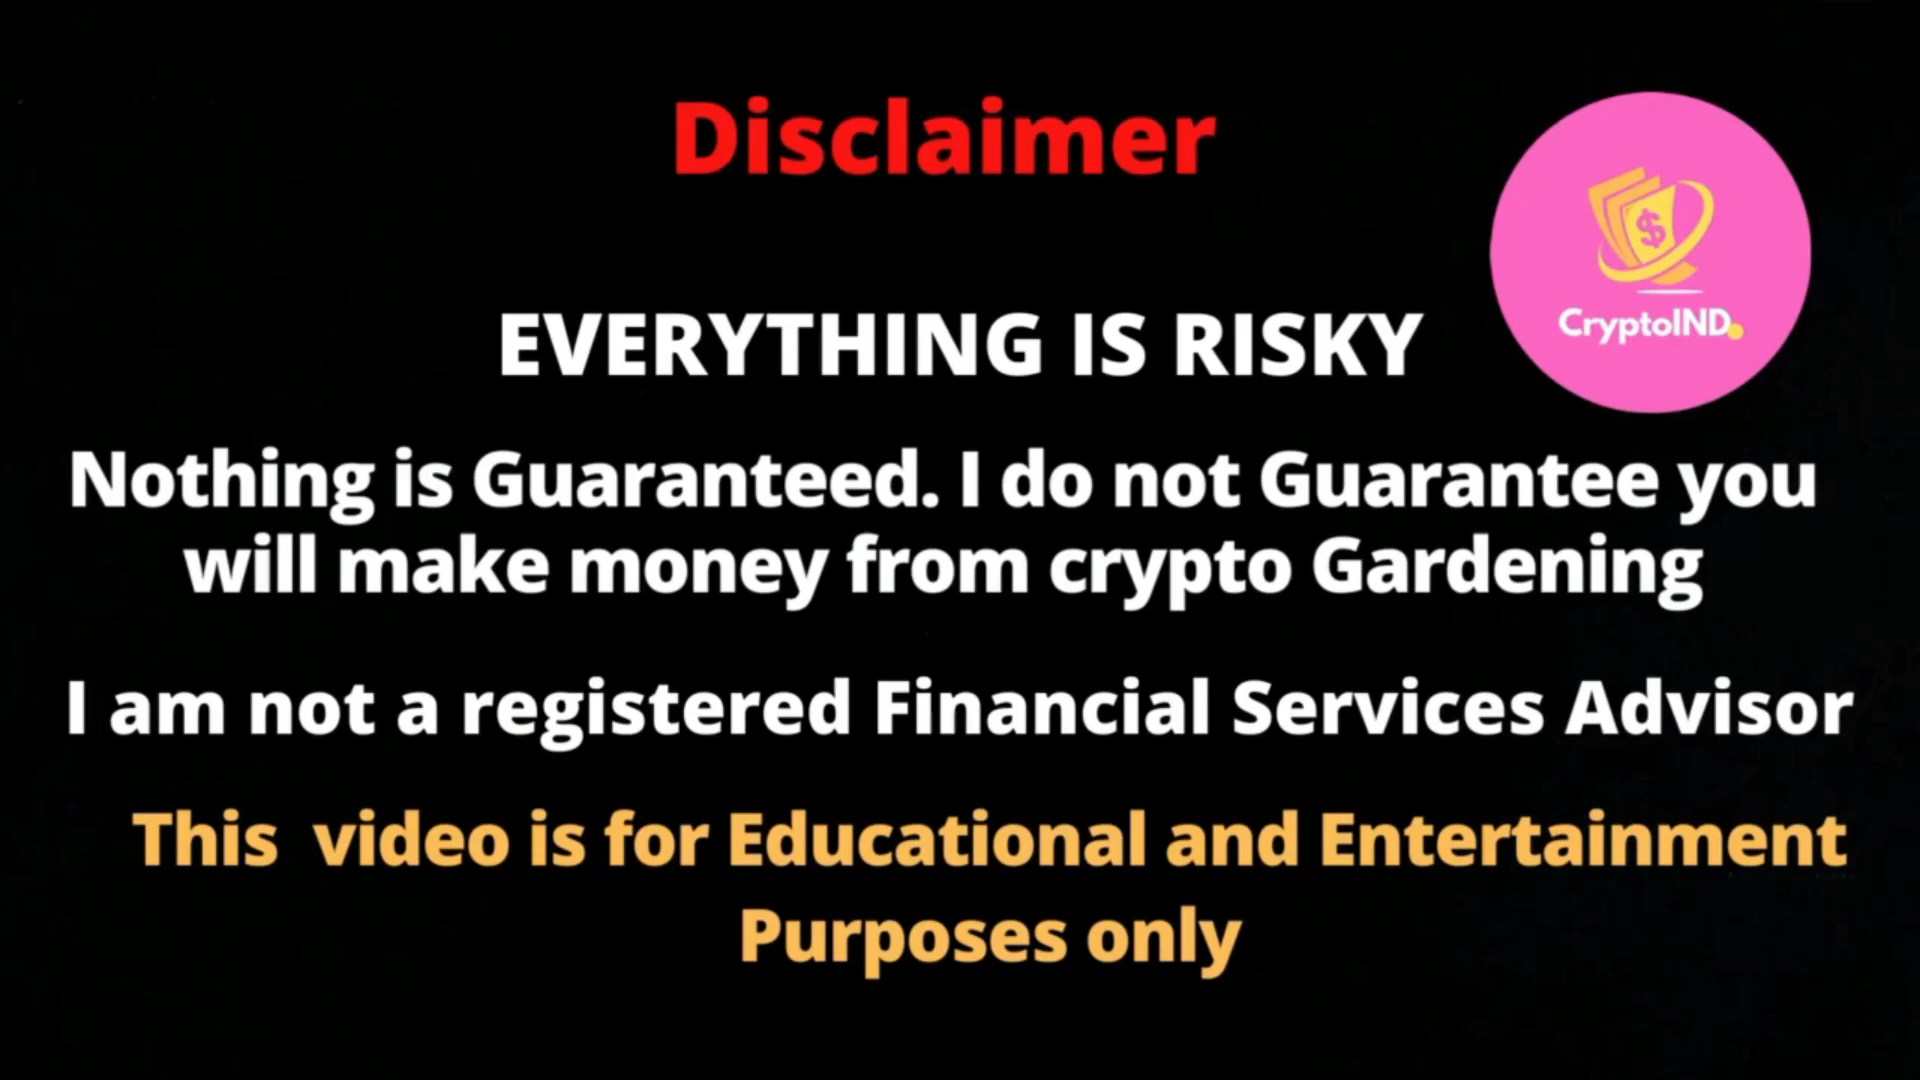 Disclaimer
$
CryptoIND.
EVERYTHING IS RISKY
Nothing is Guaranteed. I do not Guarantee you
will make money from crypto Gardening
I am not a registered Financial Services Advisor
This video is for Educational and Entertainment
Purposes only